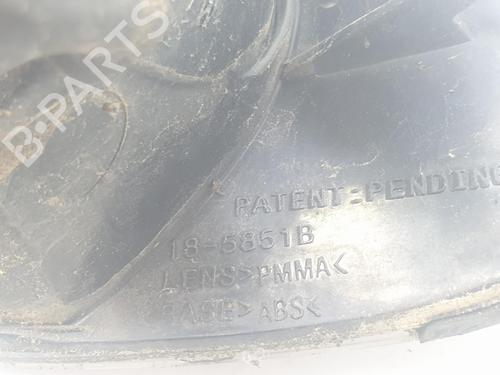 B-PARTS
PATENT:PENDING
18-5851B
LENS>PMMA<
BASE>ABS<